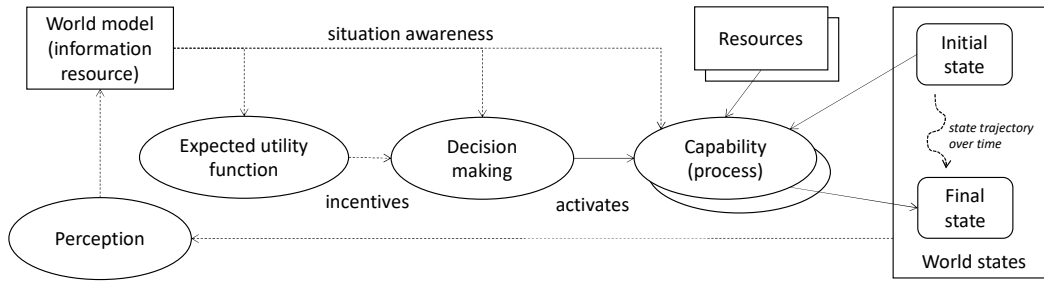 World model
(information
resource)
situation awareness
Resources
Initial
state
state trajectory
over time
Expected utility
function
incentives
Decision
making
activates
Capability
(process)
Final
state
World states
Perception